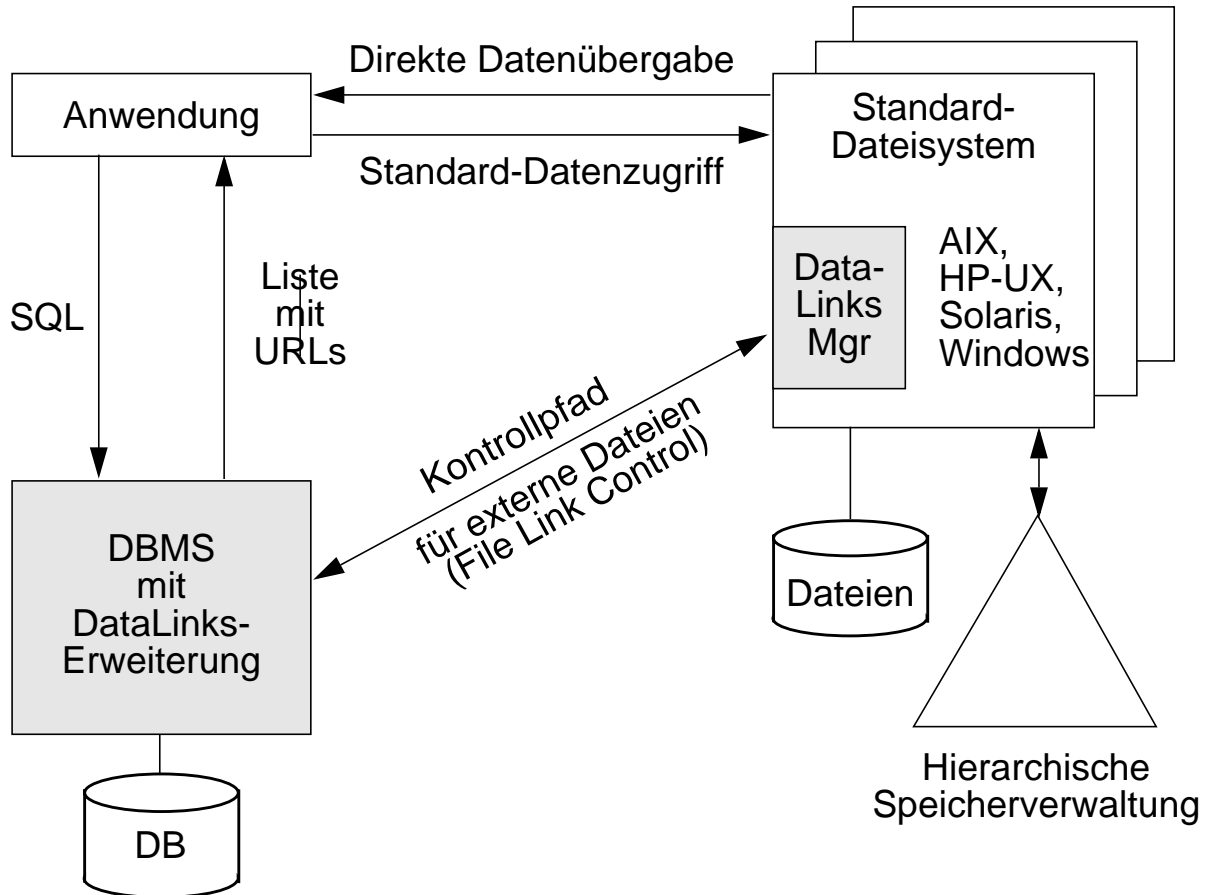 Direkte Datenübergabe
Anwendung
Standard-Datenzugriff
Standard-
Dateisystem
Data-
Links
Mgr
AIX,
HP-UX,
Solaris,
Windows
SQL
Liste
mit
URLs
Kontrollpfad
für externe Dateien
(File Link Control)
DBMS
mit
DataLinks-
Erweiterung
Dateien
Hierarchische
Speicherverwaltung
DB